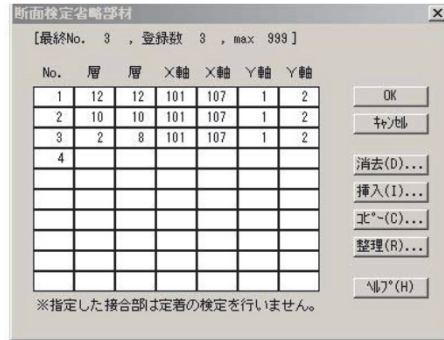 断面検定省略部材
[最終No. 3 , 登録数 3 , max 999]
No. 層 層 X軸 X軸 Y軸 Y軸
1 12 12 101 107 1 2
2 10 10 101 107 1 2
3 2 8 101 107 1 2
4
OK
ｷｬﾝｾﾙ
消去(D)...
挿入(I)...
ｺﾋﾟｰ(C)...
整理(R)...
ﾍﾙﾌﾟ(H)
※指定した接合部は定着の検定を行いません。